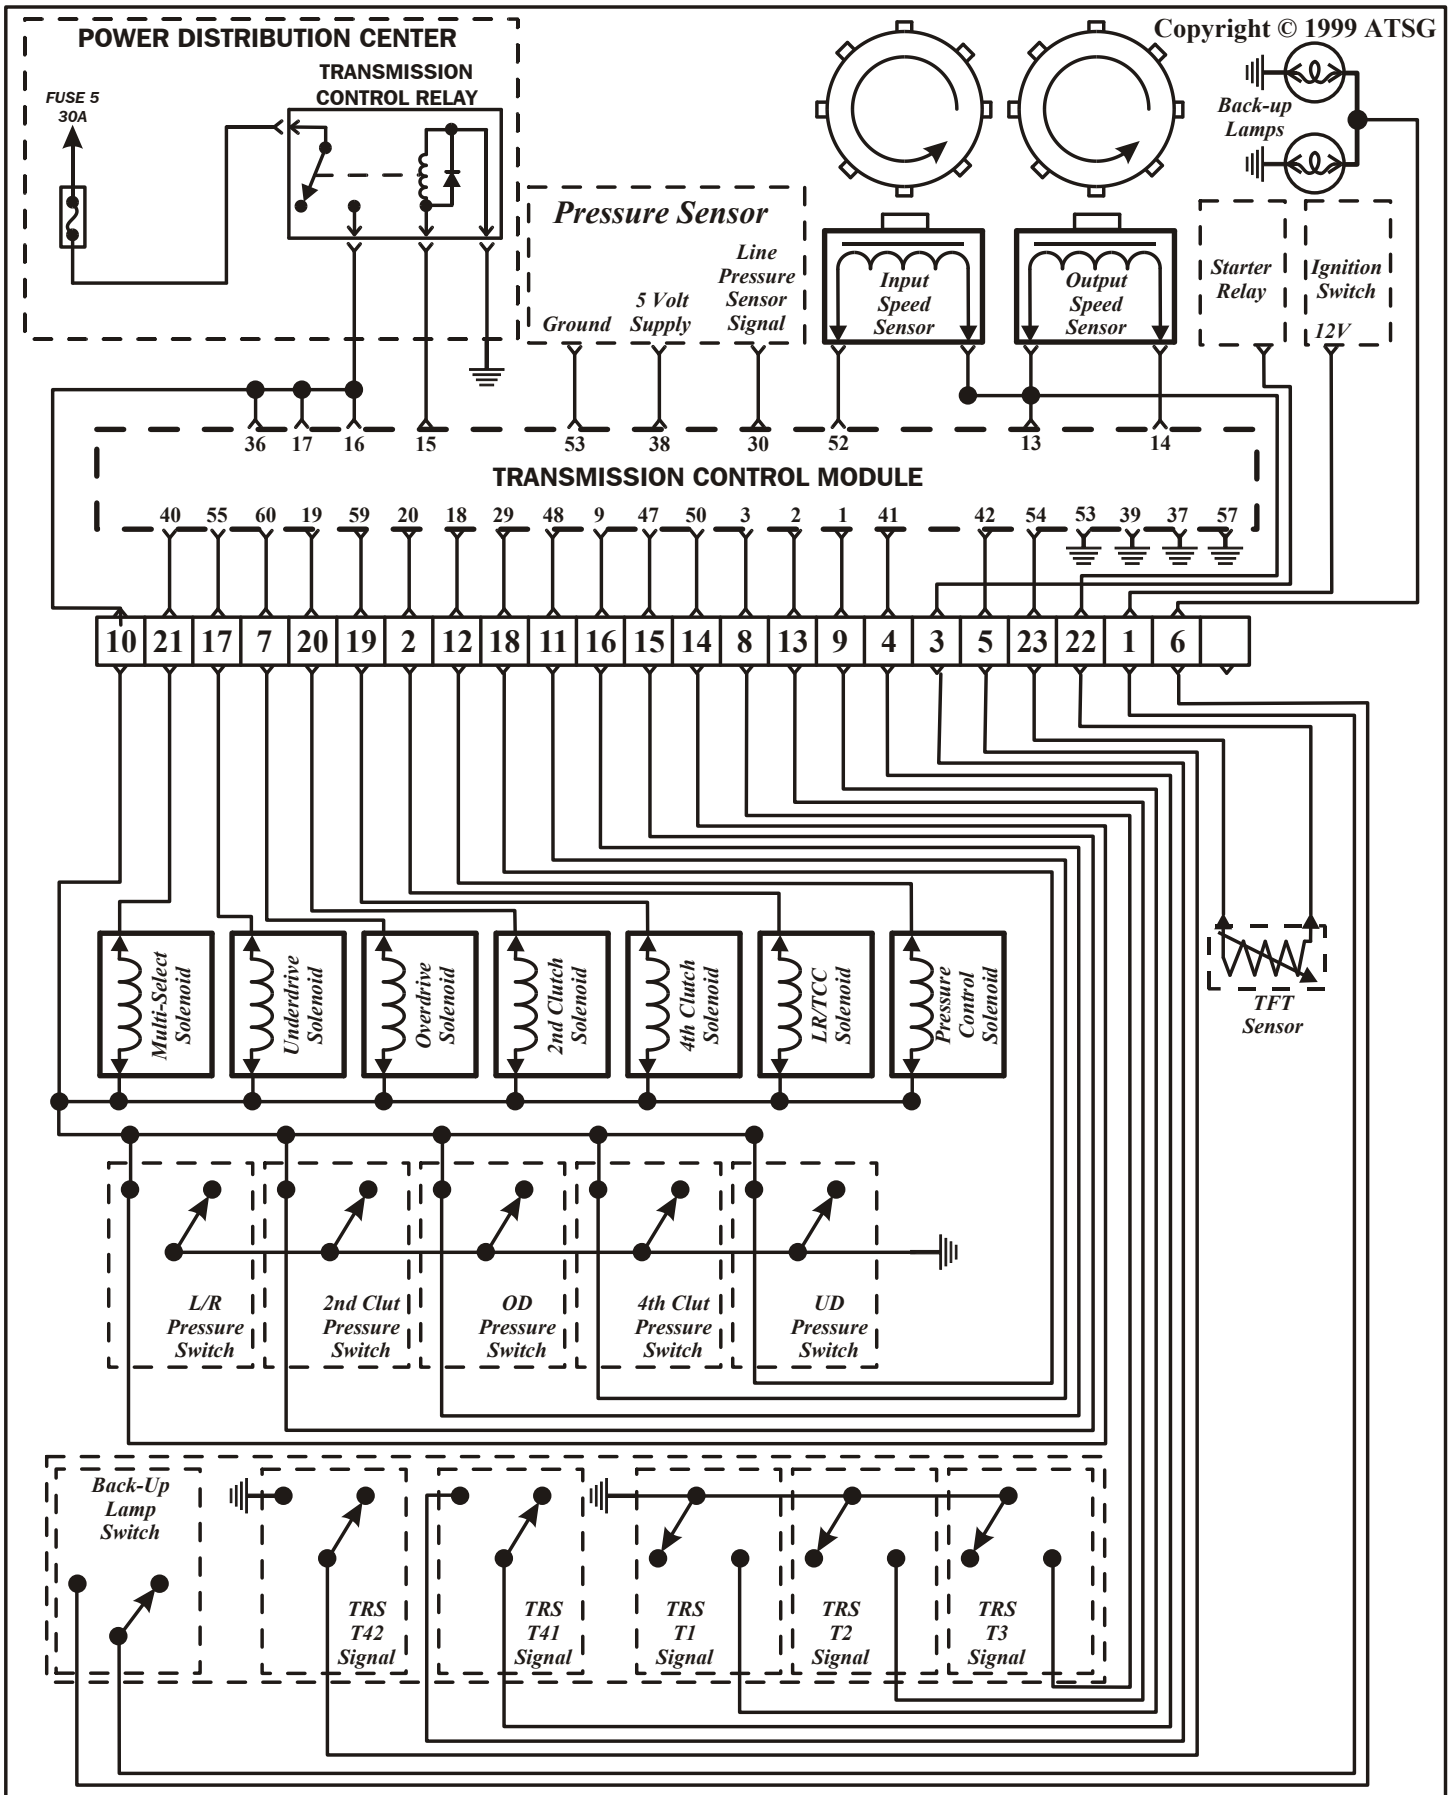 Copyright © 1999 ATSG
POWER DISTRIBUTION CENTER
TRANSMISSION
CONTROL RELAY
FUSE 5
30A
Back-up
Lamps
Pressure Sensor
Ground
5 Volt
Supply
Line
Pressure
Sensor
Signal
Input
Speed
Sensor
Output
Speed
Sensor
Starter
Relay
Ignition
Switch
12V
36 17 16 15 53 38 30 52 13 14
TRANSMISSION CONTROL MODULE
40 55 60 19 59 20 18 29 48 9 47 50 3 2 1 41 42 54 53 39 37 57
10 21 17 7 20 19 2 12 18 11 16 15 14 8 13 9 4 3 5 23 22 1 6
Multi-Select
Solenoid
Underdrive
Solenoid
Overdrive
Solenoid
2nd Clutch
Solenoid
4th Clutch
Solenoid
LR/TCC
Solenoid
Pressure
Control
Solenoid
TFT
Sensor
L/R
Pressure
Switch
2nd Clut
Pressure
Switch
OD
Pressure
Switch
4th Clut
Pressure
Switch
UD
Pressure
Switch
Back-Up
Lamp
Switch
TRS
T42
Signal
TRS
T41
Signal
TRS
T1
Signal
TRS
T2
Signal
TRS
T3
Signal